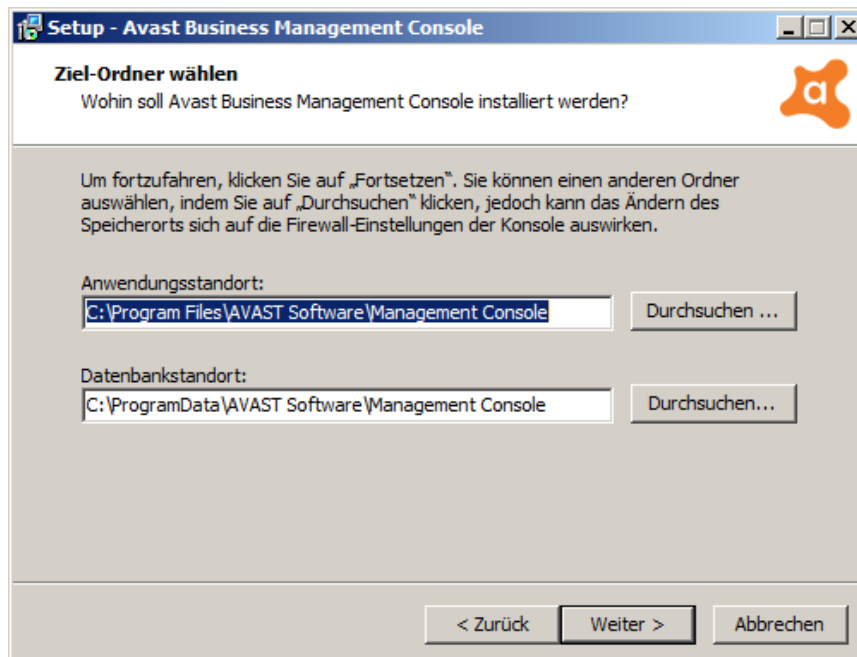 Setup - Avast Business Management Console
Ziel-Ordner wählen
Wohin soll Avast Business Management Console installiert werden?
a
Um fortzufahren, klicken Sie auf „Fortsetzen“. Sie können einen anderen Ordner
auswählen, indem Sie auf „Durchsuchen“ klicken, jedoch kann das Ändern des
Speicherorts sich auf die Firewall-Einstellungen der Konsole auswirken.
Anwendungsstandort:
C:\Program Files\AVAST Software\Management Console
Durchsuchen ...
Datenbankstandort:
C:\ProgramData\AVAST Software\Management Console
Durchsuchen...
< Zurück
Weiter >
Abbrechen